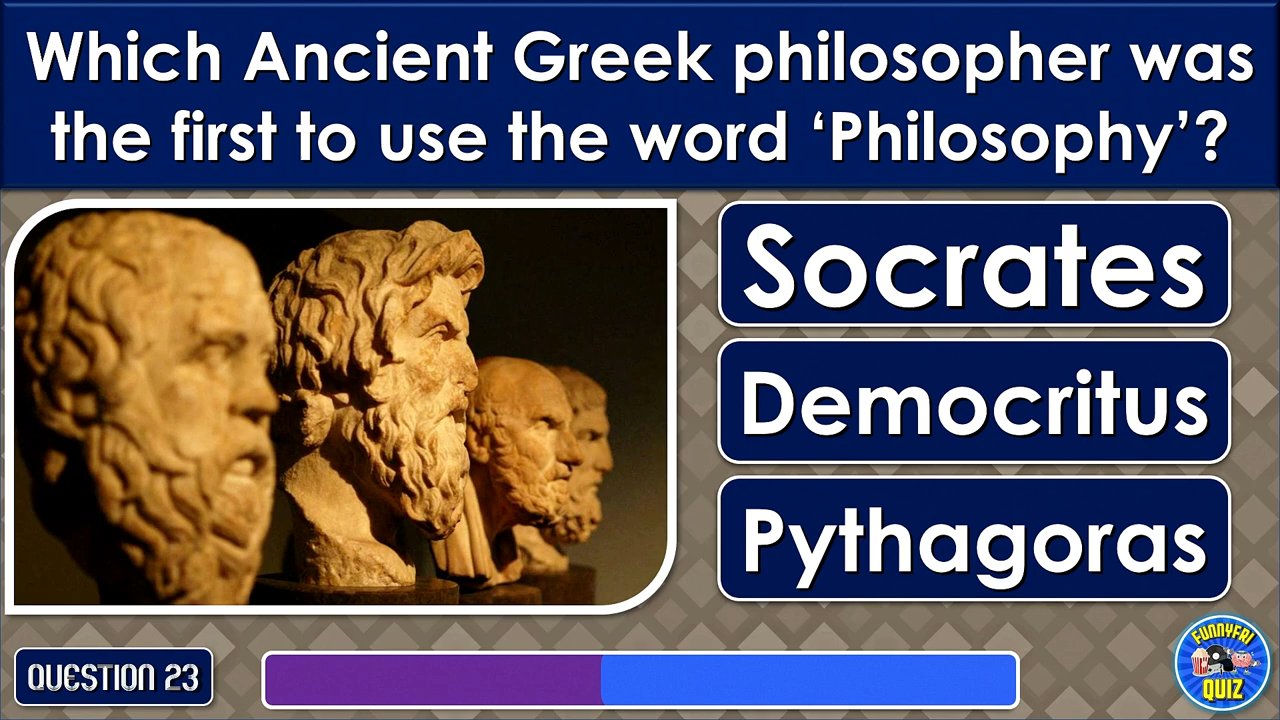 Which Ancient Greek philosopher was
the first to use the word ‘Philosophy’?
Socrates
Democritus
Pythagoras
QUESTION 23
FUNNYFRI
QUIZ